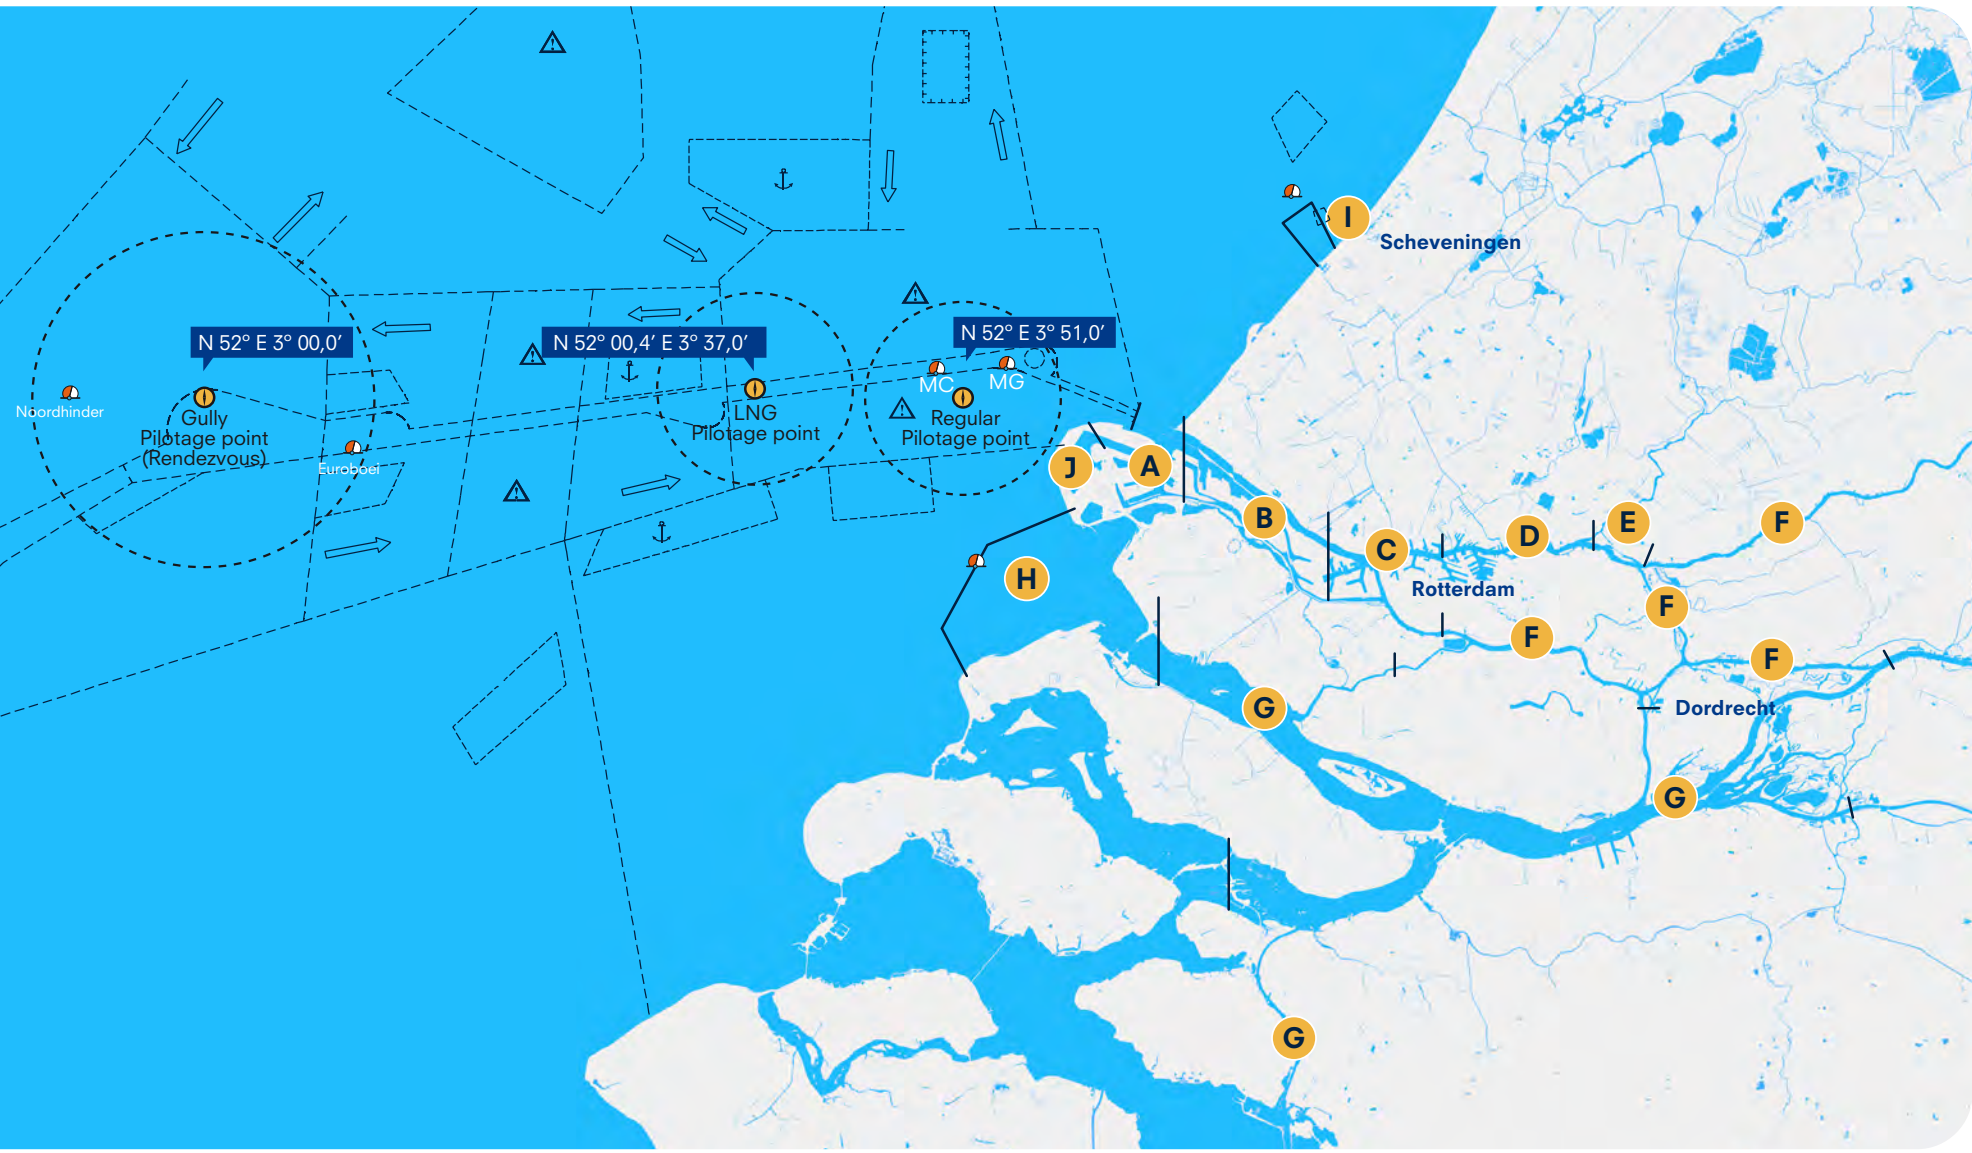 I
Scheveningen
N 52° E 3° 00,0’
N 52° 00,4’ E 3° 37,0’
N 52° E 3° 51,0’
MC
MG
Noordhinder
Gully
Pilotage point
(Rendezvous)
Euroboei
LNG
Pilotage point
Regular
Pilotage point
J
A
B
C
D
E
F
Rotterdam
H
F
F
F
G
Dordrecht
G
G